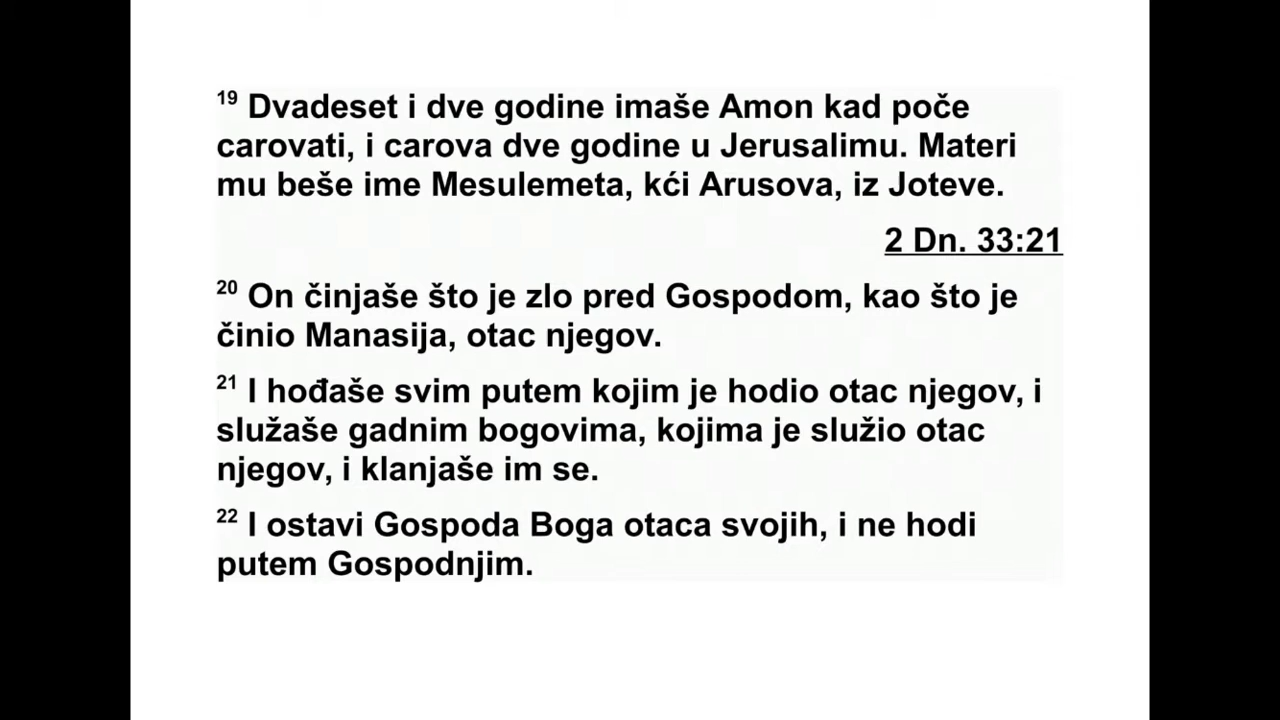 19 Dvadeset i dve godine imaše Amon kad poče
carovati, i carova dve godine u Jerusalimu. Materi
mu beše ime Mesulemeta, kći Arusova, iz Joteve.
2 Dn. 33:21
20 On činjaše što je zlo pred Gospodom, kao što je
činio Manasija, otac njegov.
21 I hođaše svim putem kojim je hodio otac njegov, i
služaše gadnim bogovima, kojima je služio otac
njegov, i klanjaše im se.
22 I ostavi Gospoda Boga otaca svojih, i ne hodi
putem Gospodnjim.